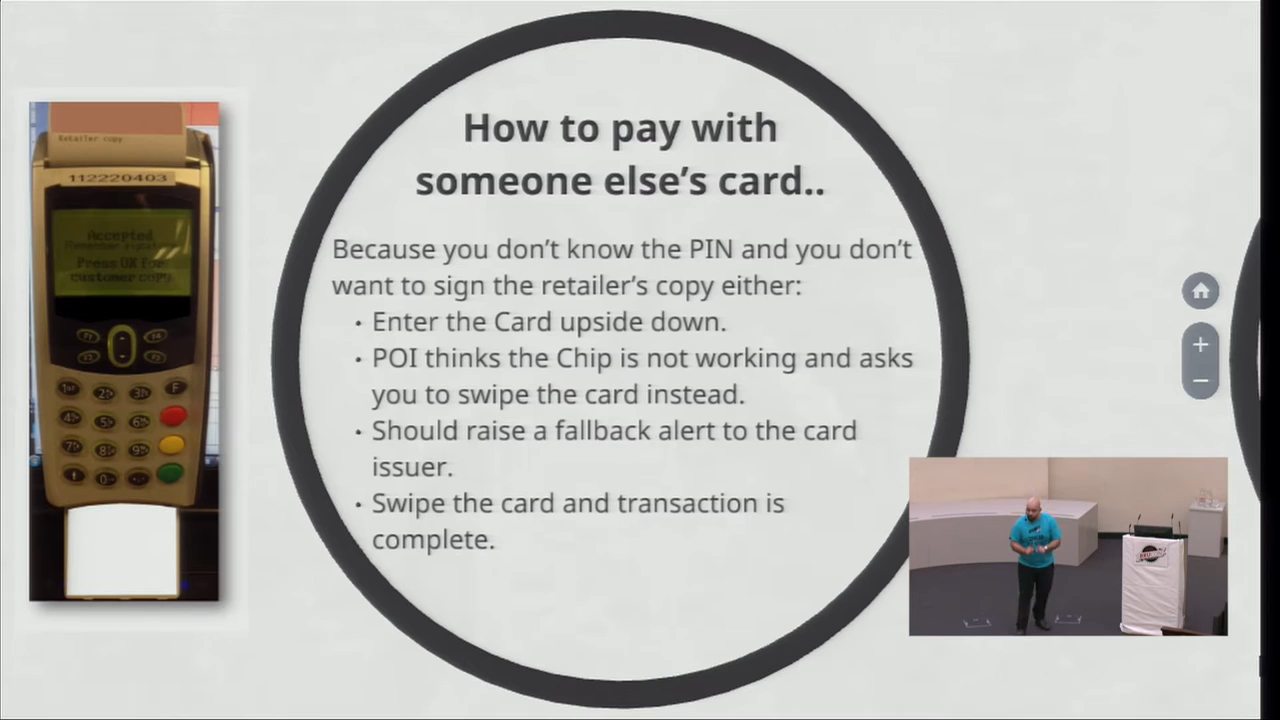 How to pay with
someone else's card..
Because you don't know the PIN and you don't
want to sign the retailer's copy either:
• Enter the Card upside down.
• POI thinks the Chip is not working and asks
you to swipe the card instead.
• Should raise a fallback alert to the card
issuer.
• Swipe the card and transaction is
complete.
Retailer copy
112220403
Accepted
Press OK for
customer copy